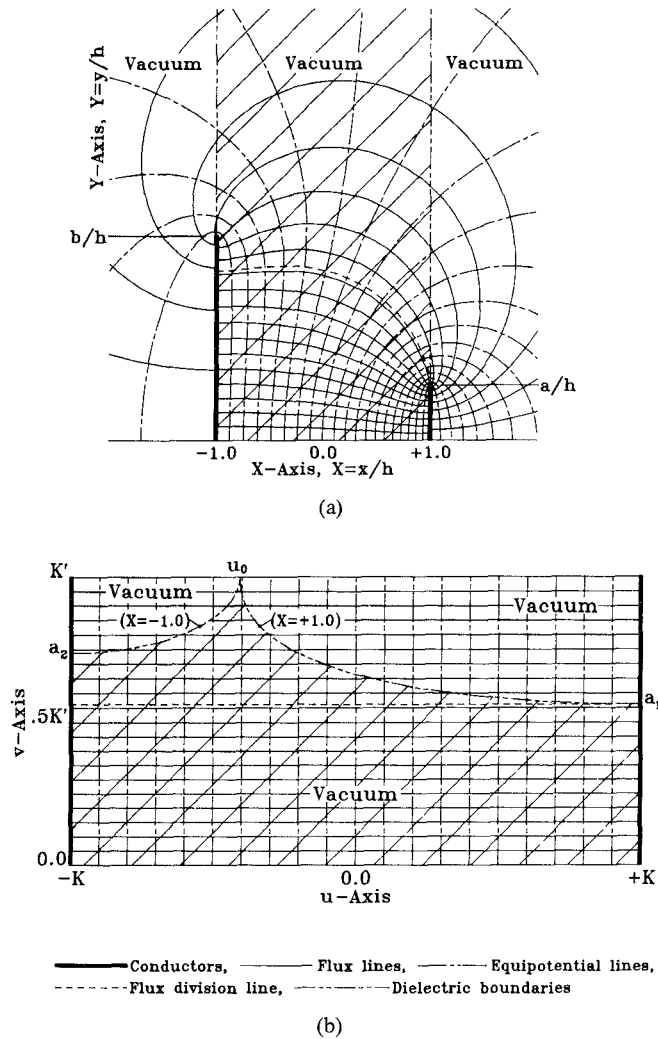 Vacuum Vacuum Vacuum
Y-Axis, Y=y/h
b/h
a/h
-1.0 0.0 +1.0
X-Axis, X=x/h
(a)
K'
u₀
Vacuum
(X=-1.0) (X=+1.0)
Vacuum
a₂
a₁
.5K'
v-Axis
Vacuum
0.0
-K 0.0 +K
u-Axis
Conductors, Flux lines, Equipotential lines,
Flux division line, Dielectric boundaries
(b)